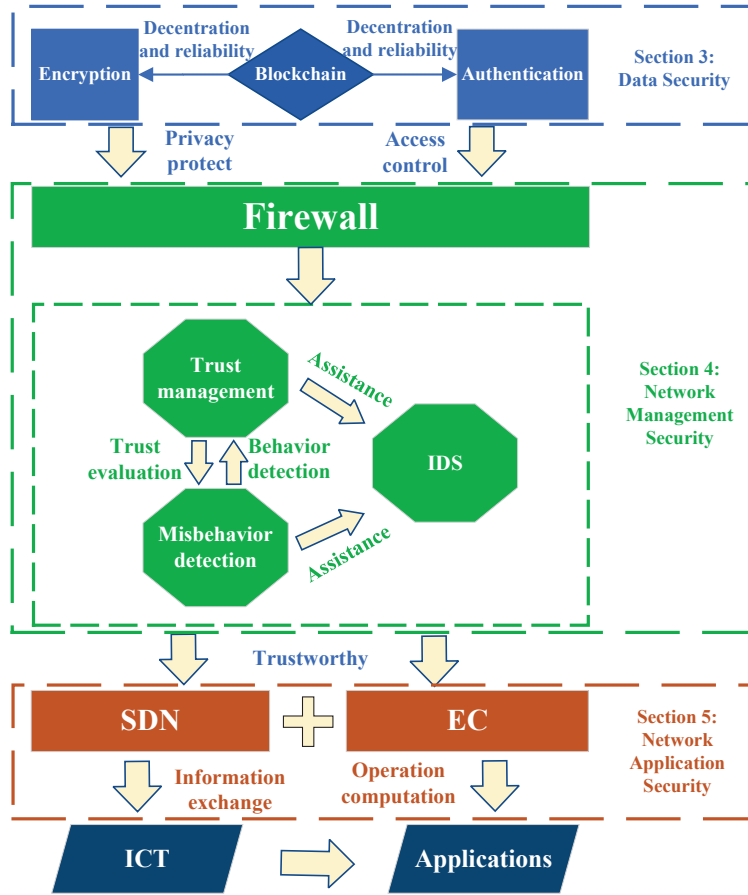 Decentration
and reliability
Decentration
and reliability
Encryption
Blockchain
Authentication
Section 3:
Data Security
Privacy
protect
Access
control
Firewall
Trust
management
Assistance
Section 4:
Network
Management
Security
Trust
evaluation
Behavior
detection
IDS
Misbehavior
detection
Assistance
Trustworthy
SDN
EC
Section 5:
Network
Application
Security
Information
exchange
Operation
computation
ICT
Applications